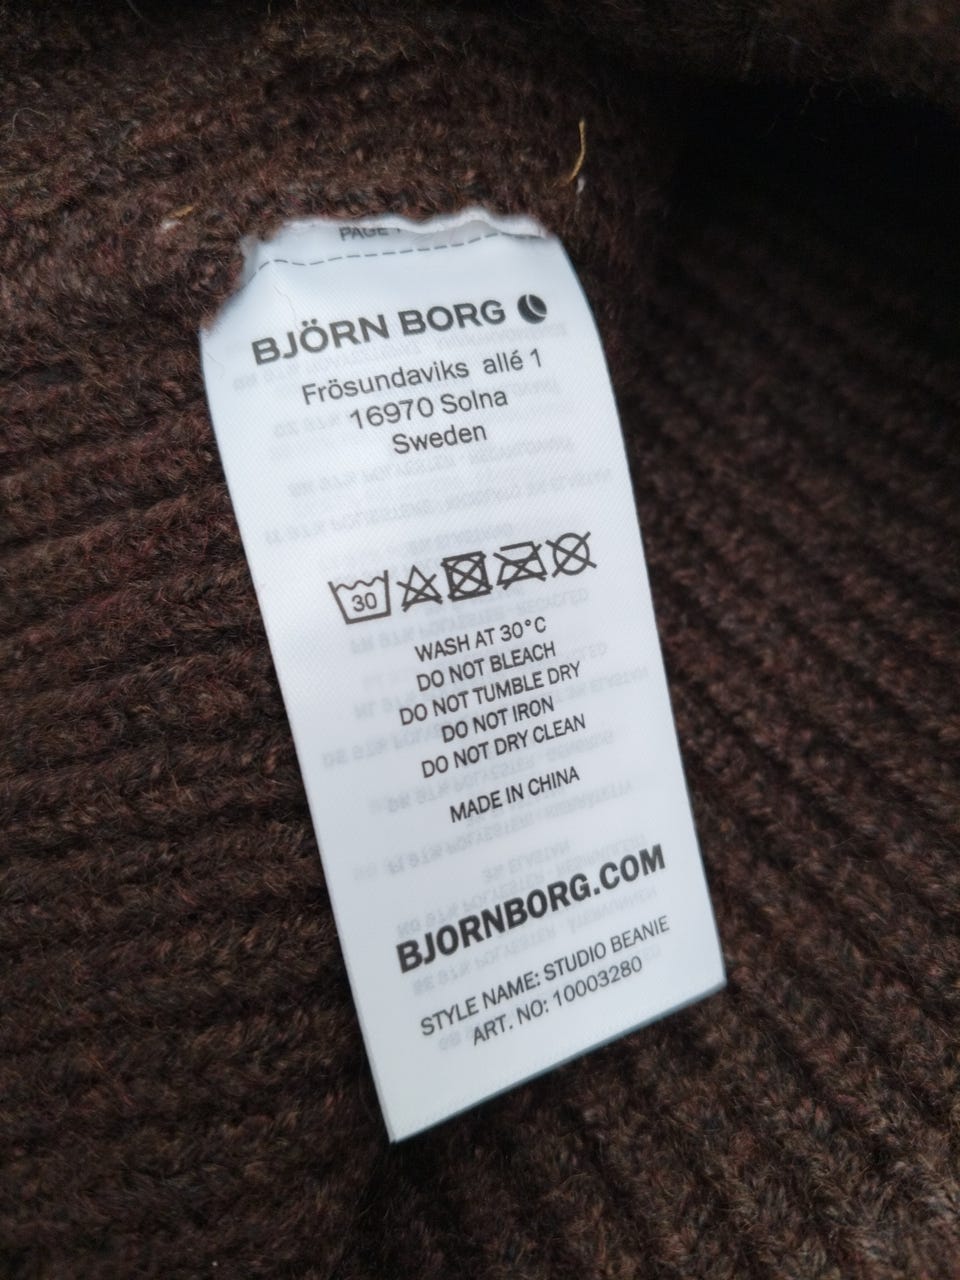 PAGE
BJÖRN BORG
Frösundaviks allé 1
16970 Solna
Sweden
30
WASH AT 30°C
DO NOT BLEACH
DO NOT TUMBLE DRY
DO NOT IRON
DO NOT DRY CLEAN
MADE IN CHINA
BJORNBORG.COM
STYLE NAME: STUDIO BEANIE
ART. NO: 10003280